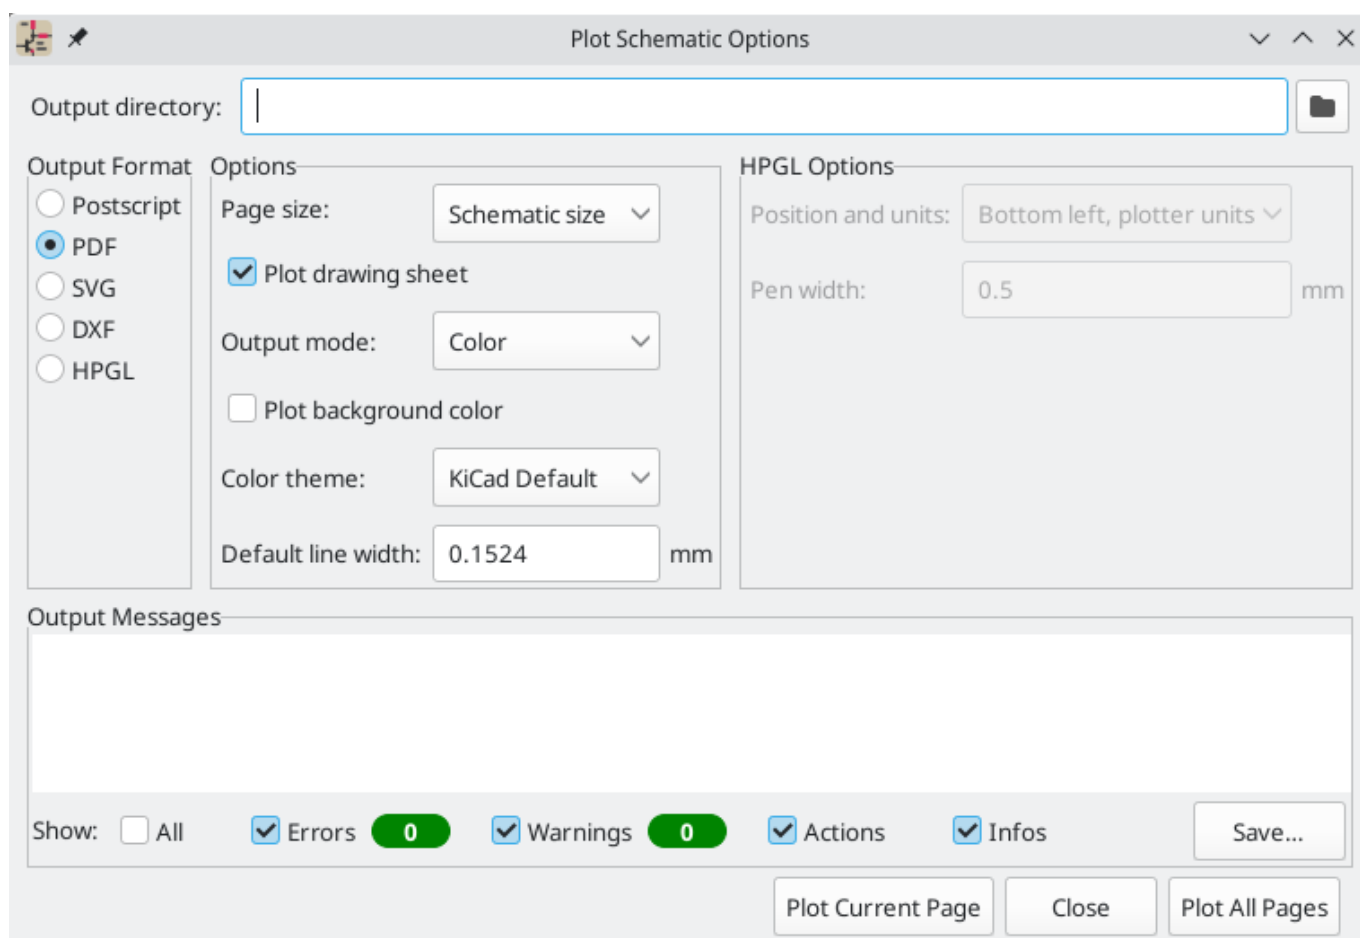 Plot Schematic Options
Output directory:
Output Format
Postscript
PDF
SVG
DXF
HPGL
Options
Page size: Schematic size
Plot drawing sheet
Output mode: Color
Plot background color
Color theme: KiCad Default
Default line width: 0.1524 mm
HPGL Options
Position and units: Bottom left, plotter units
Pen width: 0.5 mm
Output Messages
Show: All Errors 0 Warnings 0 Actions Infos Save...
Plot Current Page Close Plot All Pages